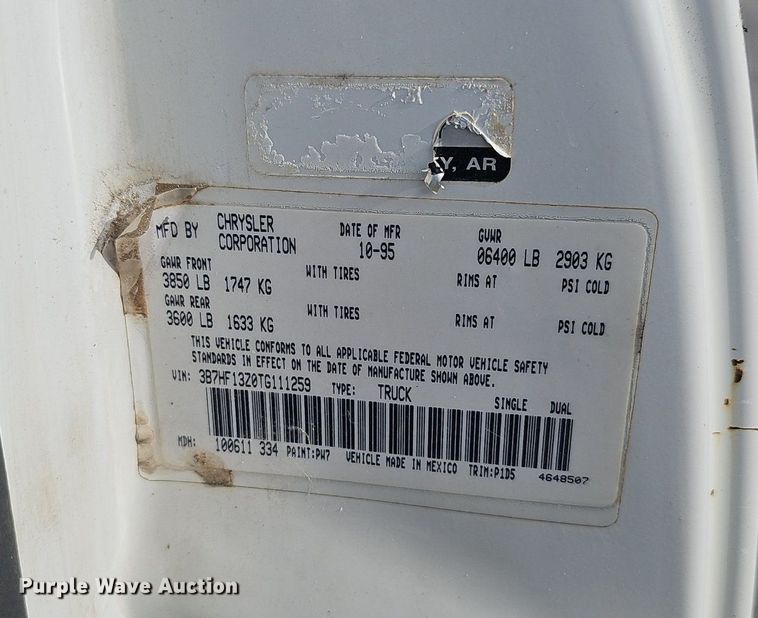 Y, AR
MFD BY CHRYSLER CORPORATION DATE OF MFR 10-95 GVWR 06400 LB 2903 KG
GAWR FRONT WITH TIRES RIMS AT PSI COLD
3850 LB 1747 KG
GAWR REAR WITH TIRES RIMS AT PSI COLD
3600 LB 1633 KG
THIS VEHICLE CONFORMS TO ALL APPLICABLE FEDERAL MOTOR VEHICLE SAFETY
STANDARDS IN EFFECT ON THE DATE OF MANUFACTURE SHOWN ABOVE.
VIN: 3B7HF13Z0TG111259 TYPE: TRUCK SINGLE DUAL
MDH: 100611 334 PAINT:PW7 VEHICLE MADE IN MEXICO TRIM:P1D5 4648507
Purple Wave Auction